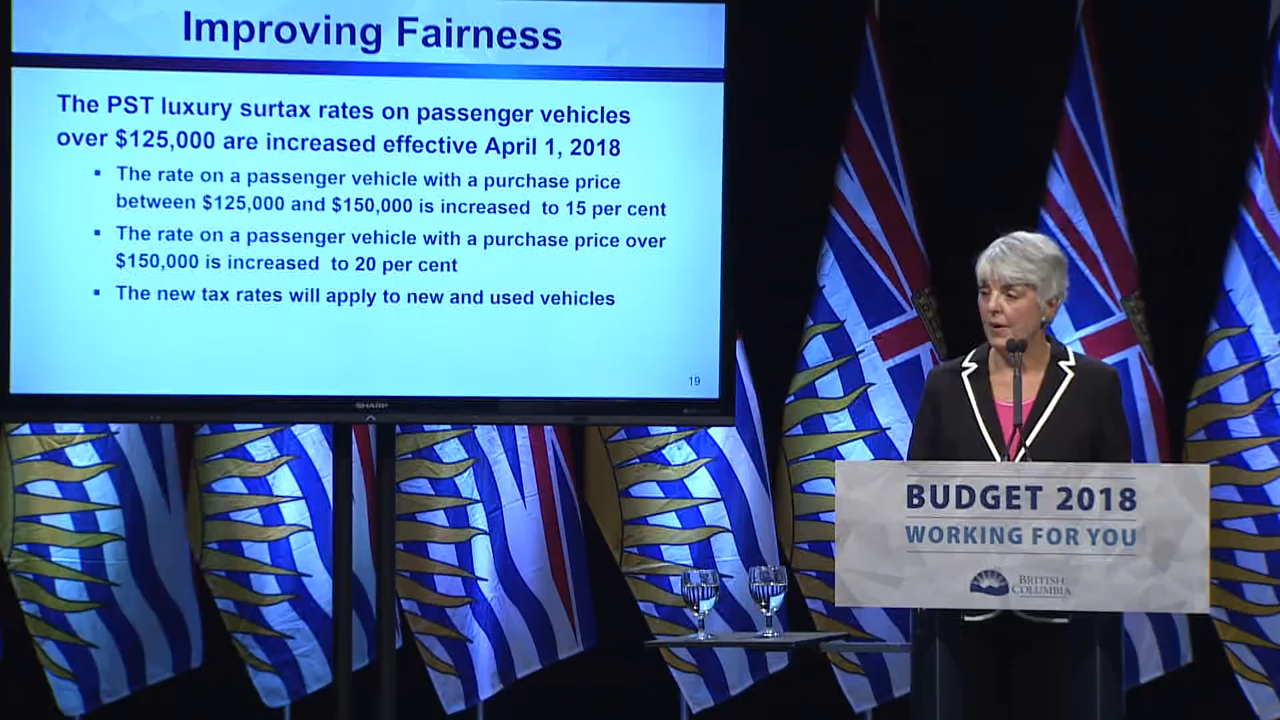 Improving Fairness
The PST luxury surtax rates on passenger vehicles
over $125,000 are increased effective April 1, 2018
▪ The rate on a passenger vehicle with a purchase price
between $125,000 and $150,000 is increased to 15 per cent
▪ The rate on a passenger vehicle with a purchase price over
$150,000 is increased to 20 per cent
▪ The new tax rates will apply to new and used vehicles
19
SHARP
BUDGET 2018
WORKING FOR YOU
BRITISH
COLUMBIA